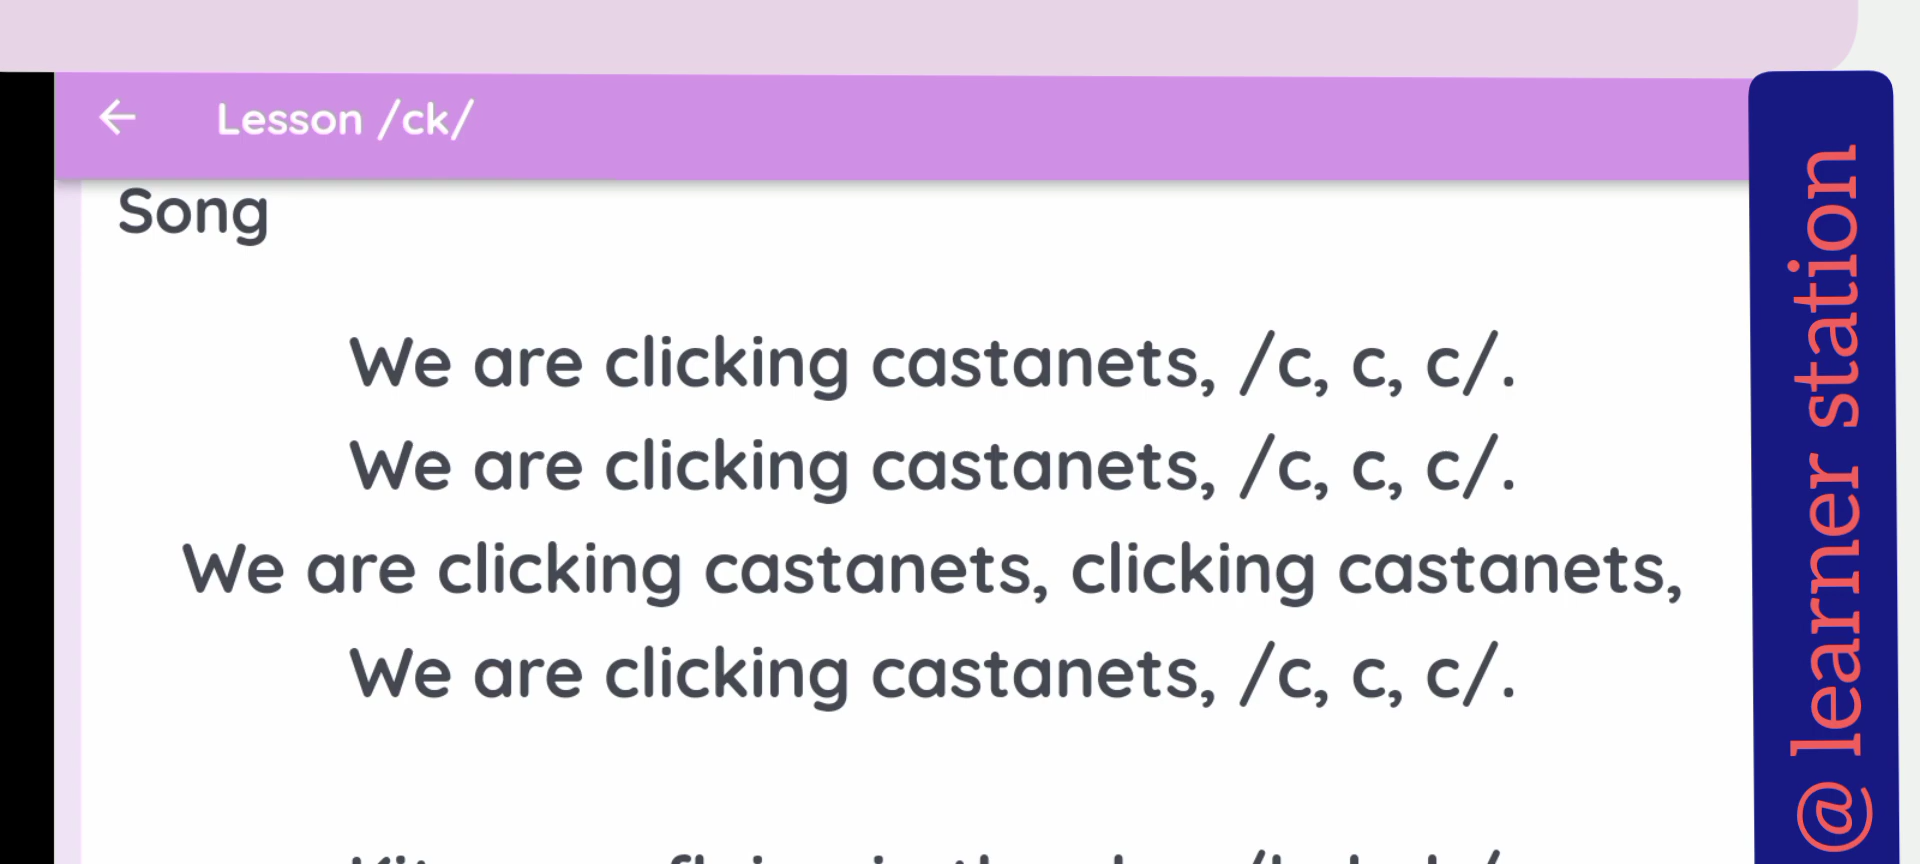 Lesson /ck/
Song
We are clicking castanets, /c, c, c/.
We are clicking castanets, /c, c, c/.
We are clicking castanets, clicking castanets,
We are clicking castanets, /c, c, c/.
@ learner station